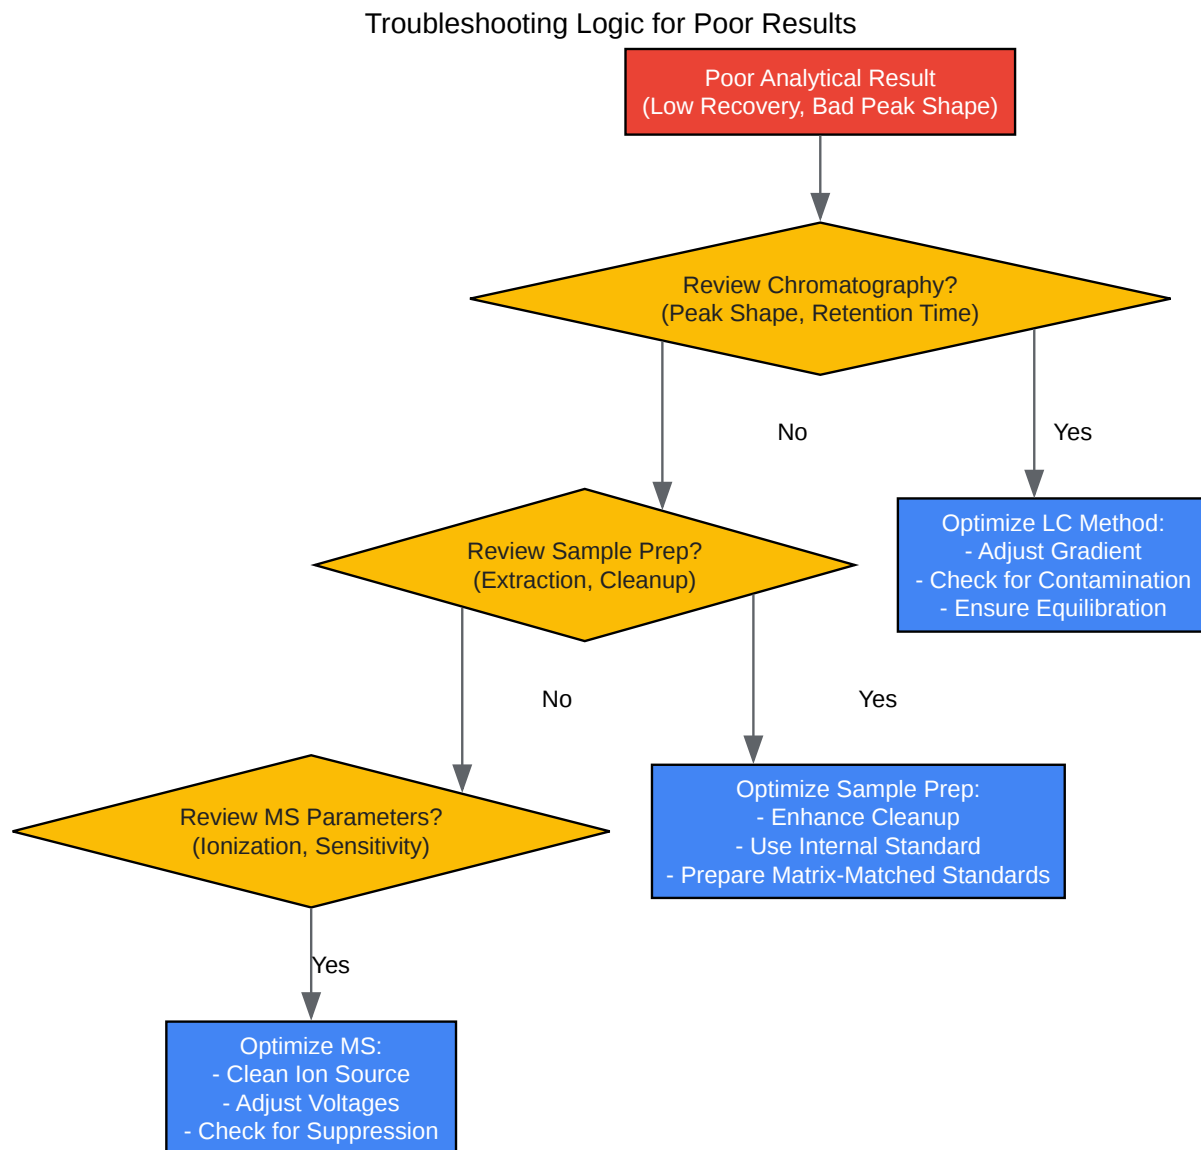 Troubleshooting Logic for Poor Results
Poor Analytical Result
(Low Recovery, Bad Peak Shape)
Review Chromatography?
(Peak Shape, Retention Time)
No
Yes
Optimize LC Method:
- Adjust Gradient
- Check for Contamination
- Ensure Equilibration
Review Sample Prep?
(Extraction, Cleanup)
No
Yes
Optimize Sample Prep:
- Enhance Cleanup
- Use Internal Standard
- Prepare Matrix-Matched Standards
Review MS Parameters?
(Ionization, Sensitivity)
Yes
Optimize MS:
- Clean Ion Source
- Adjust Voltages
- Check for Suppression